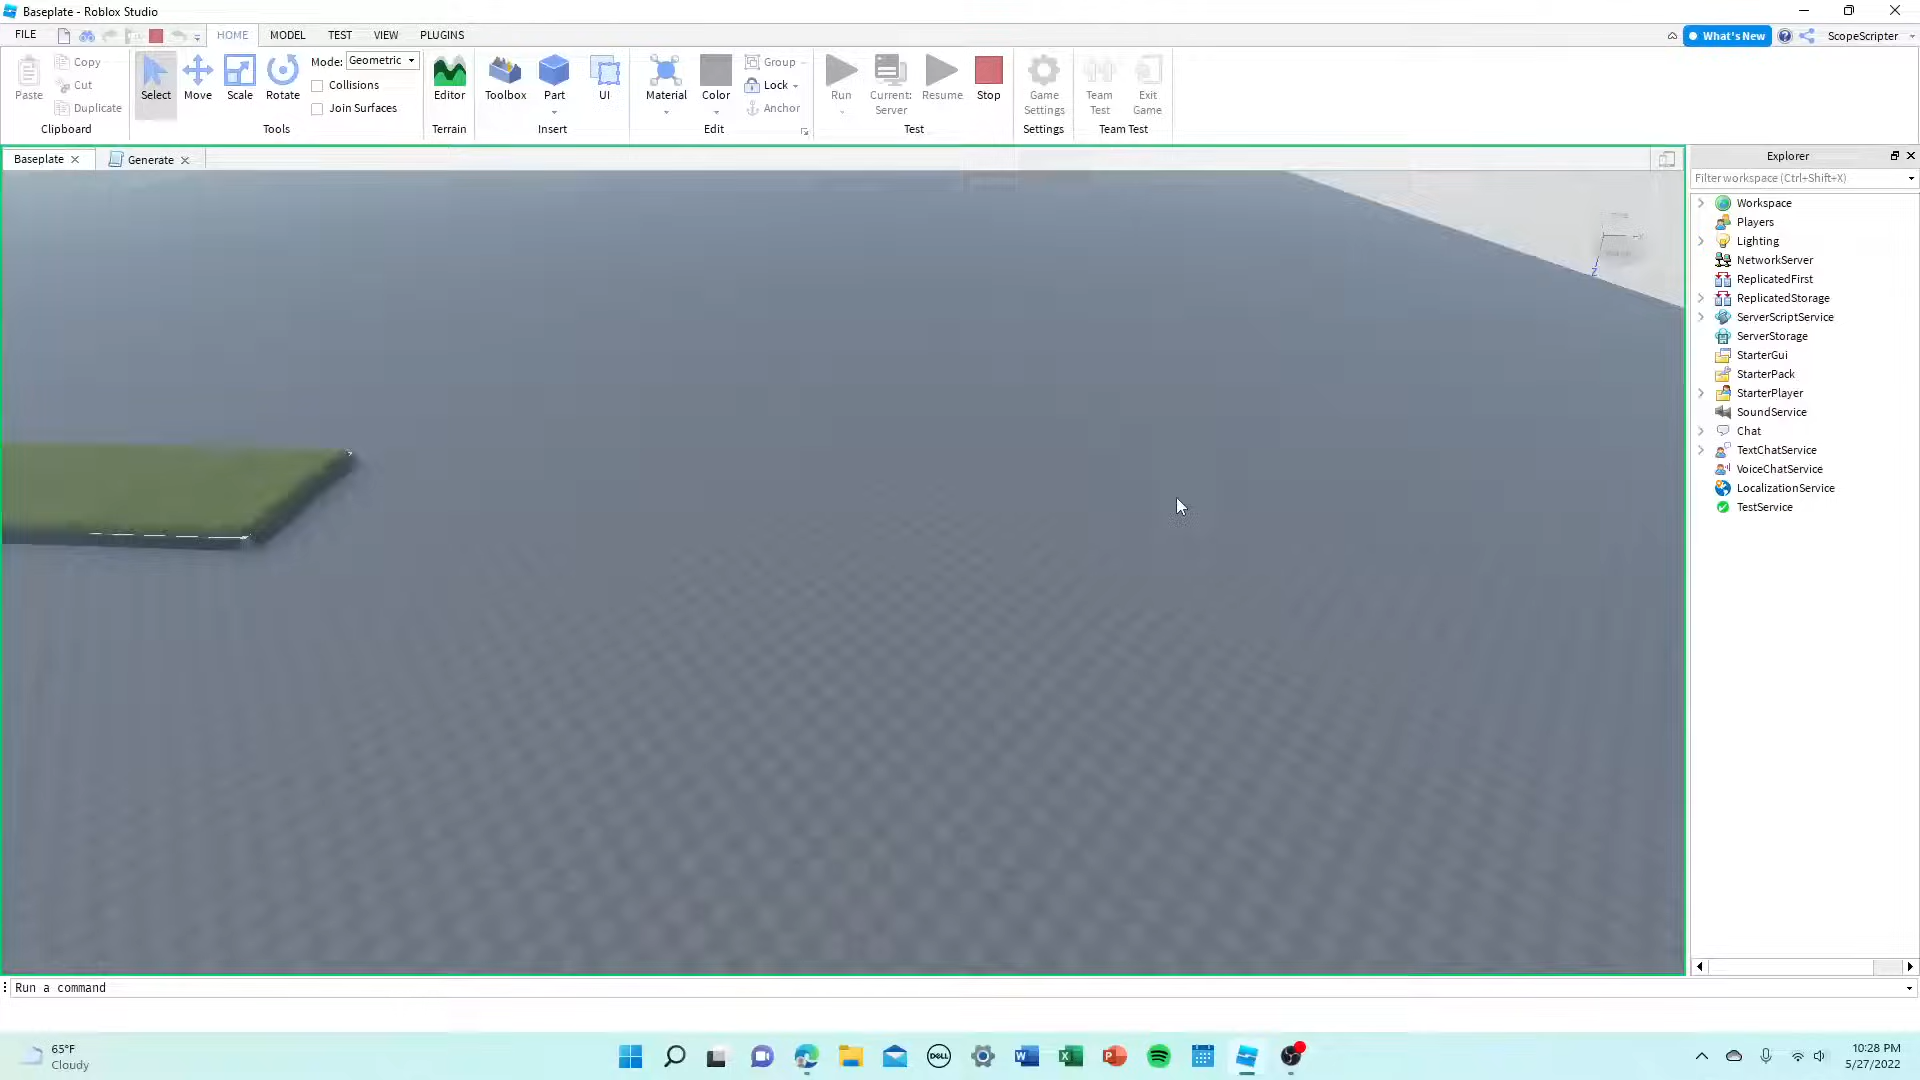 Baseplate - Roblox Studio
FILE HOME MODEL TEST VIEW PLUGINS What's New ScopeScripter
Paste Copy Cut Duplicate Clipboard
Select Move Scale Rotate Mode: Geometric Collisions Join Surfaces Tools
Editor Terrain
Toolbox Part UI Insert
Material Color Group Lock Anchor Edit
Run Current: Server Resume Stop Test
Game Settings Settings
Team Test Exit Game Team Test
Baseplate Generate
Explorer
Filter workspace (Ctrl+Shift+X)
Workspace
Players
Lighting
NetworkServer
ReplicatedFirst
ReplicatedStorage
ServerScriptService
ServerStorage
StarterGui
StarterPack
StarterPlayer
SoundService
Chat
TextChatService
VoiceChatService
LocalizationService
TestService
Z
Run a command
65°F
Cloudy
DELL
10:28 PM
5/27/2022